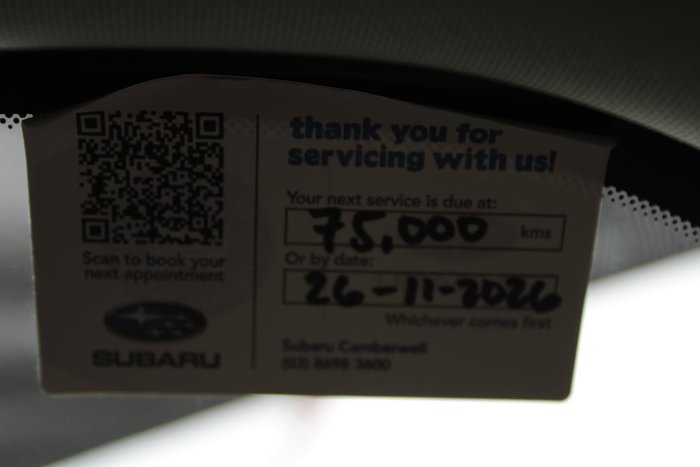 thank you for
servicing with us!
Your next service is due at:
75,000 kms
Or by date:
26-11-2026
Whichever comes first
Subaru Camberwell
(03) 8698 3600
Scan to book your
next appointment
SUBARU